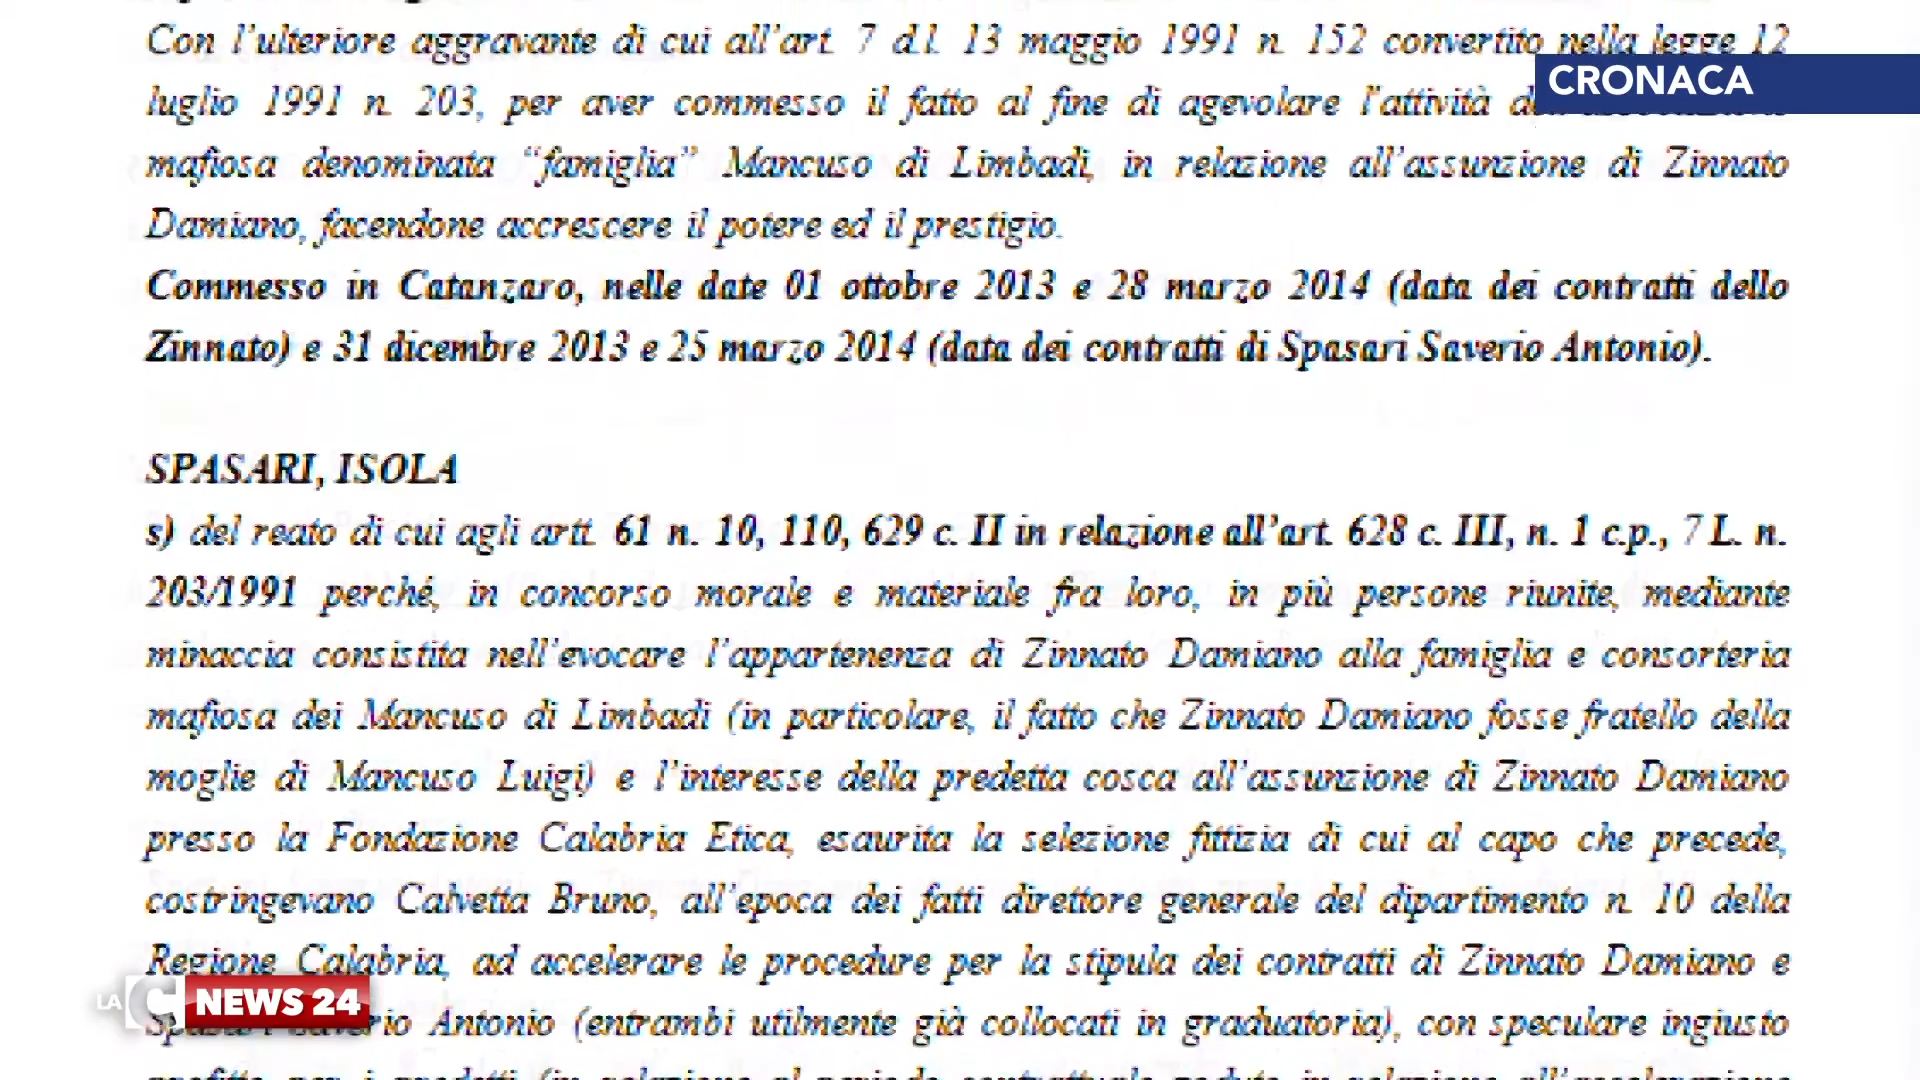 Con l'ulteriore aggravante di cui all'art. 7 d.l. 13 maggio 1991 n. 152 convertito nella legge 12
CRONACA
luglio 1991 n. 203, per aver commesso il fatto al fine di agevolare l'attività
mafiosa denominata “famiglia” Mancuso di Limbadi, in relazione all'assunzione di Zinnato
Damiano, facendone accrescere il potere ed il prestigio.
Commesso in Catanzaro, nelle date 01 ottobre 2013 e 28 marzo 2014 (data dei contratti dello
Zinnato) e 31 dicembre 2013 e 25 marzo 2014 (data dei contratti di Spasari Saverio Antonio).
SPASARI, ISOLA
s) del reato di cui agli artt. 61 n. 10, 110, 629 c. II in relazione all'art. 628 c. III, n. 1 c.p., 7 L. n.
203/1991 perché, in concorso morale e materiale fra loro, in più persone riunite, mediante
minaccia consistita nell'evocare l'appartenenza di Zinnato Damiano alla famiglia e consorteria
mafiosa dei Mancuso di Limbadi (in particolare, il fatto che Zinnato Damiano fosse fratello della
moglie di Mancuso Luigi) e l'interesse della predetta cosca all'assunzione di Zinnato Damiano
presso la Fondazione Calabria Etica, esaurita la selezione fittizia di cui al capo che precede,
costringevano Calvetta Bruno, all'epoca dei fatti direttore generale del dipartimento n. 10 della
Regione Calabria, ad accelerare le procedure per la stipula dei contratti di Zinnato Damiano e
LA C NEWS 24
Spasari Saverio Antonio (entrambi utilmente già collocati in graduatoria), con speculare ingiusto